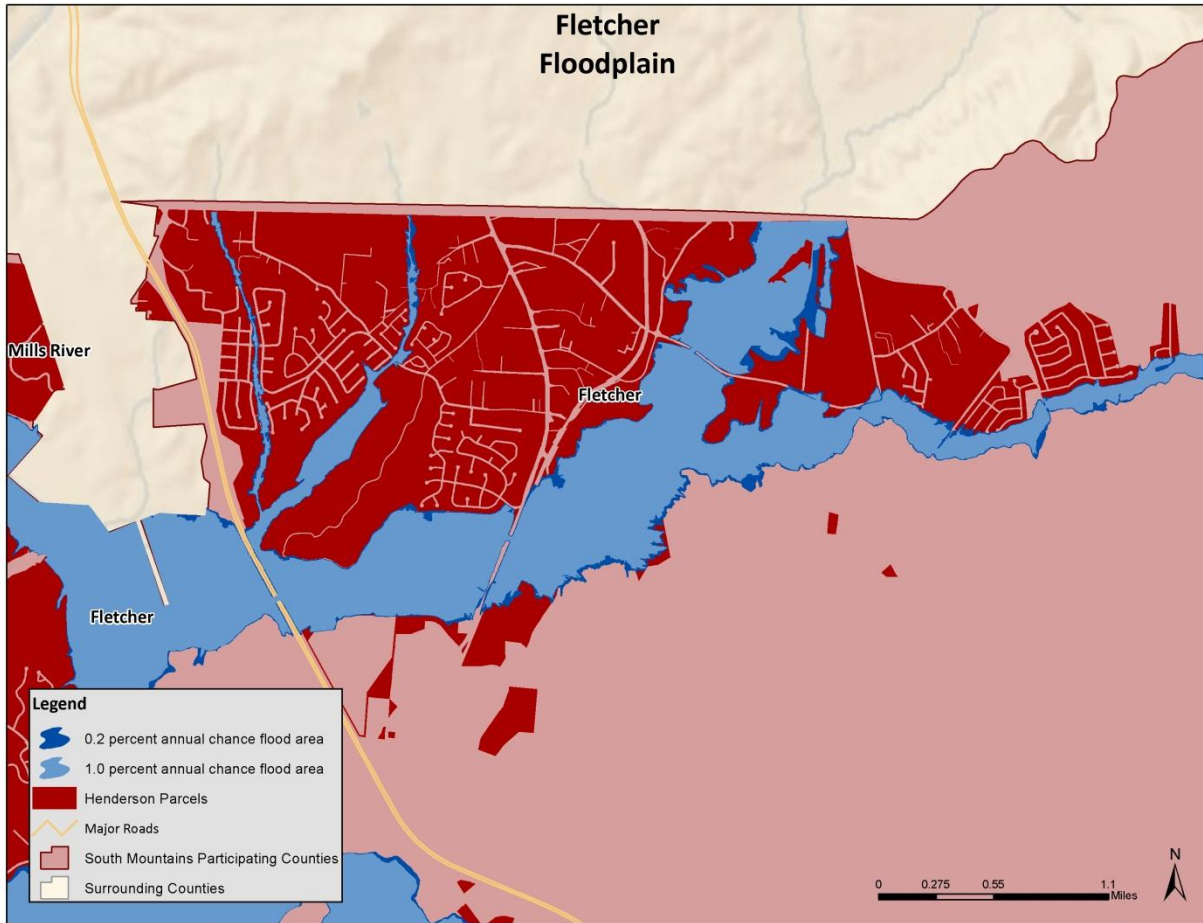 Fletcher
Floodplain
Mills River
Fletcher
Fletcher
Legend
0.2 percent annual chance flood area
1.0 percent annual chance flood area
Henderson Parcels
Major Roads
South Mountains Participating Counties
Surrounding Counties
N
0 0.275 0.55 1.1
Miles